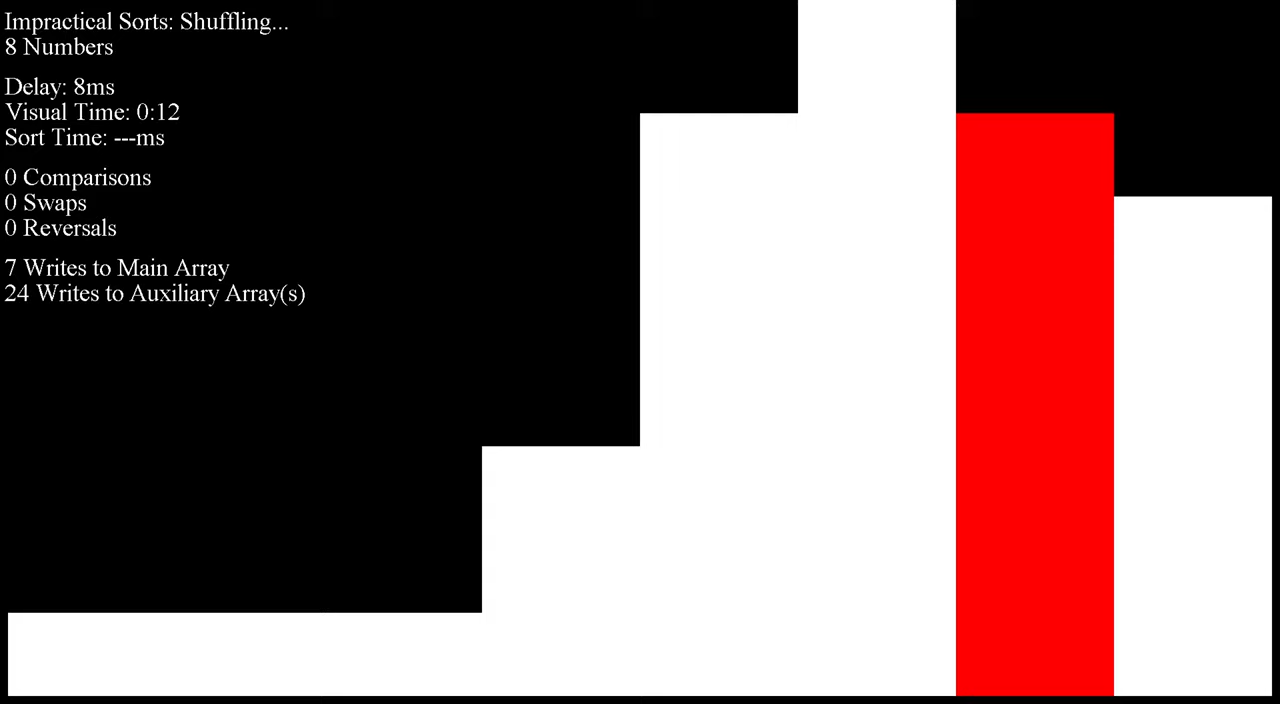 Impractical Sorts: Shuffling...
8 Numbers
Delay: 8ms
Visual Time: 0:12
Sort Time: ---ms
0 Comparisons
0 Swaps
0 Reversals
7 Writes to Main Array
24 Writes to Auxiliary Array(s)